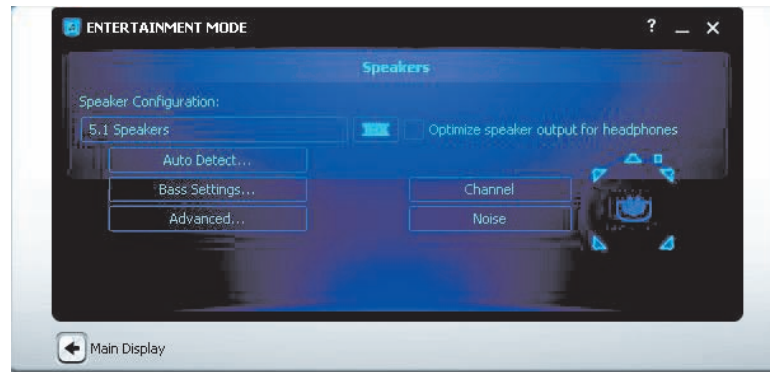 ENTERTAINMENT MODE ?
Speakers
Speaker Configuration:
5.1 Speakers
THX
Optimize speaker output for headphones
Auto Detect...
Bass Settings...
Channel
Advanced...
Noise
Main Display